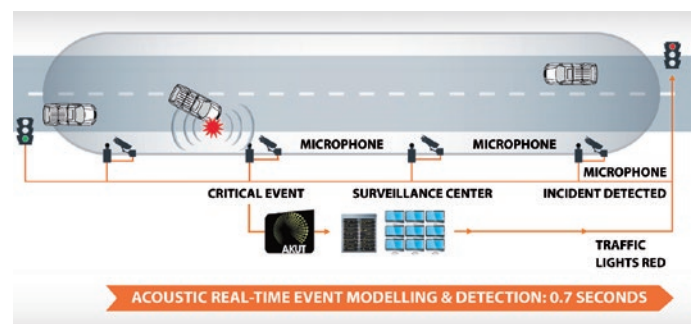 MICROPHONE MICROPHONE
MICROPHONE
CRITICAL EVENT SURVEILLANCE CENTER INCIDENT DETECTED
AKUT
TRAFFIC
LIGHTS RED
ACOUSTIC REAL-TIME EVENT MODELLING & DETECTION: 0.7 SECONDS